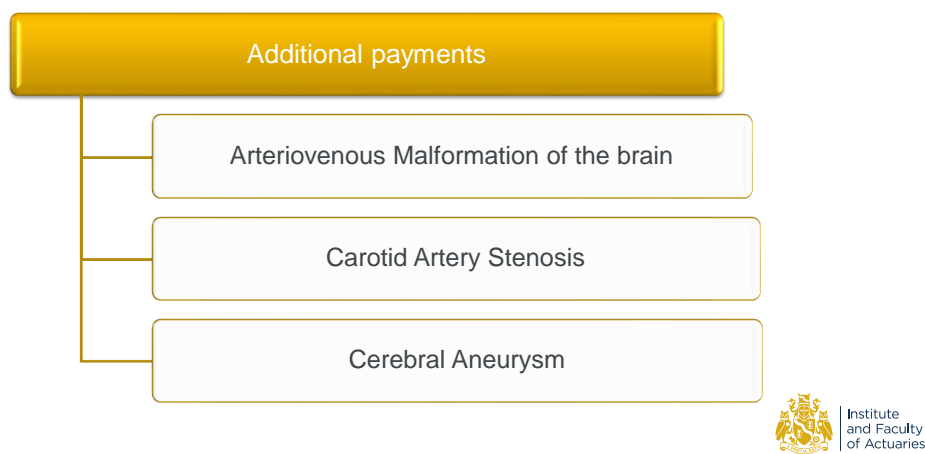 Additional payments
Arteriovenous Malformation of the brain
Carotid Artery Stenosis
Cerebral Aneurysm
Institute
and Faculty
of Actuaries